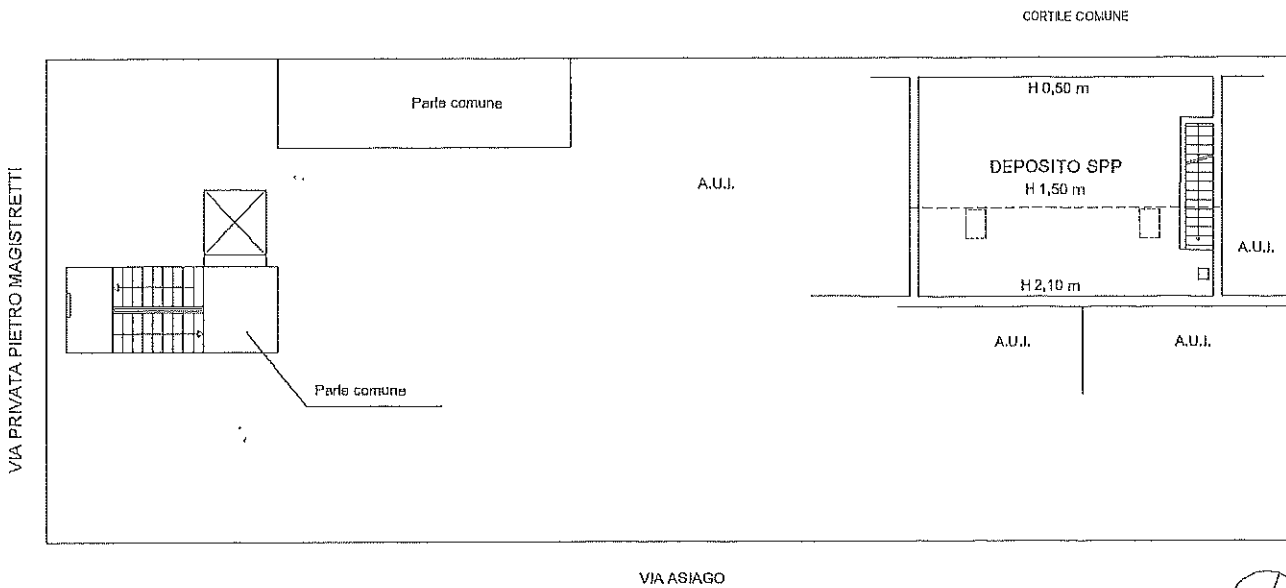 CORTILE COMUNE
Parte comune
H 0,50 m
DEPOSITO SPP
H 1,50 m
A.U.I.
A.U.I.
H 2,10 m
A.U.I.
A.U.I.
Parte comune
VIA PRIVATA PIETRO MAGISTRETTI
VIA ASIAGO